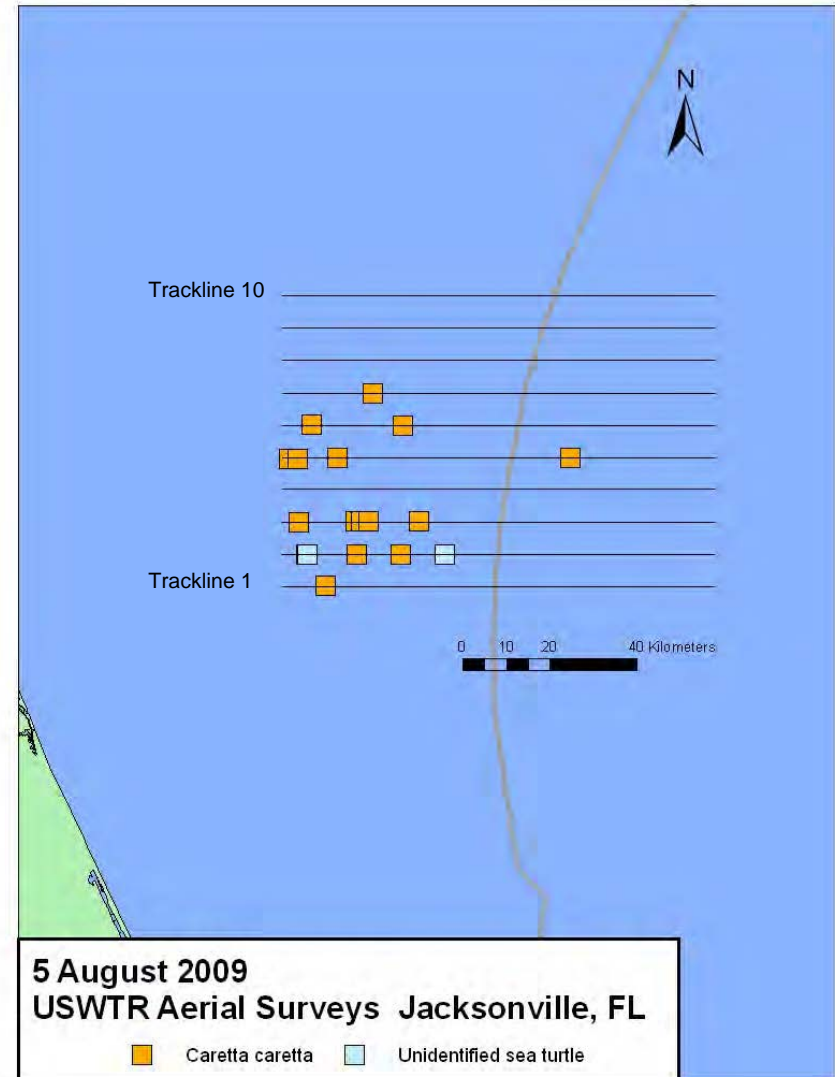 N
Trackline 10
Trackline 1
0 10 20 40 Kilometers
5 August 2009
USWTR Aerial Surveys Jacksonville, FL
Caretta caretta Unidentified sea turtle